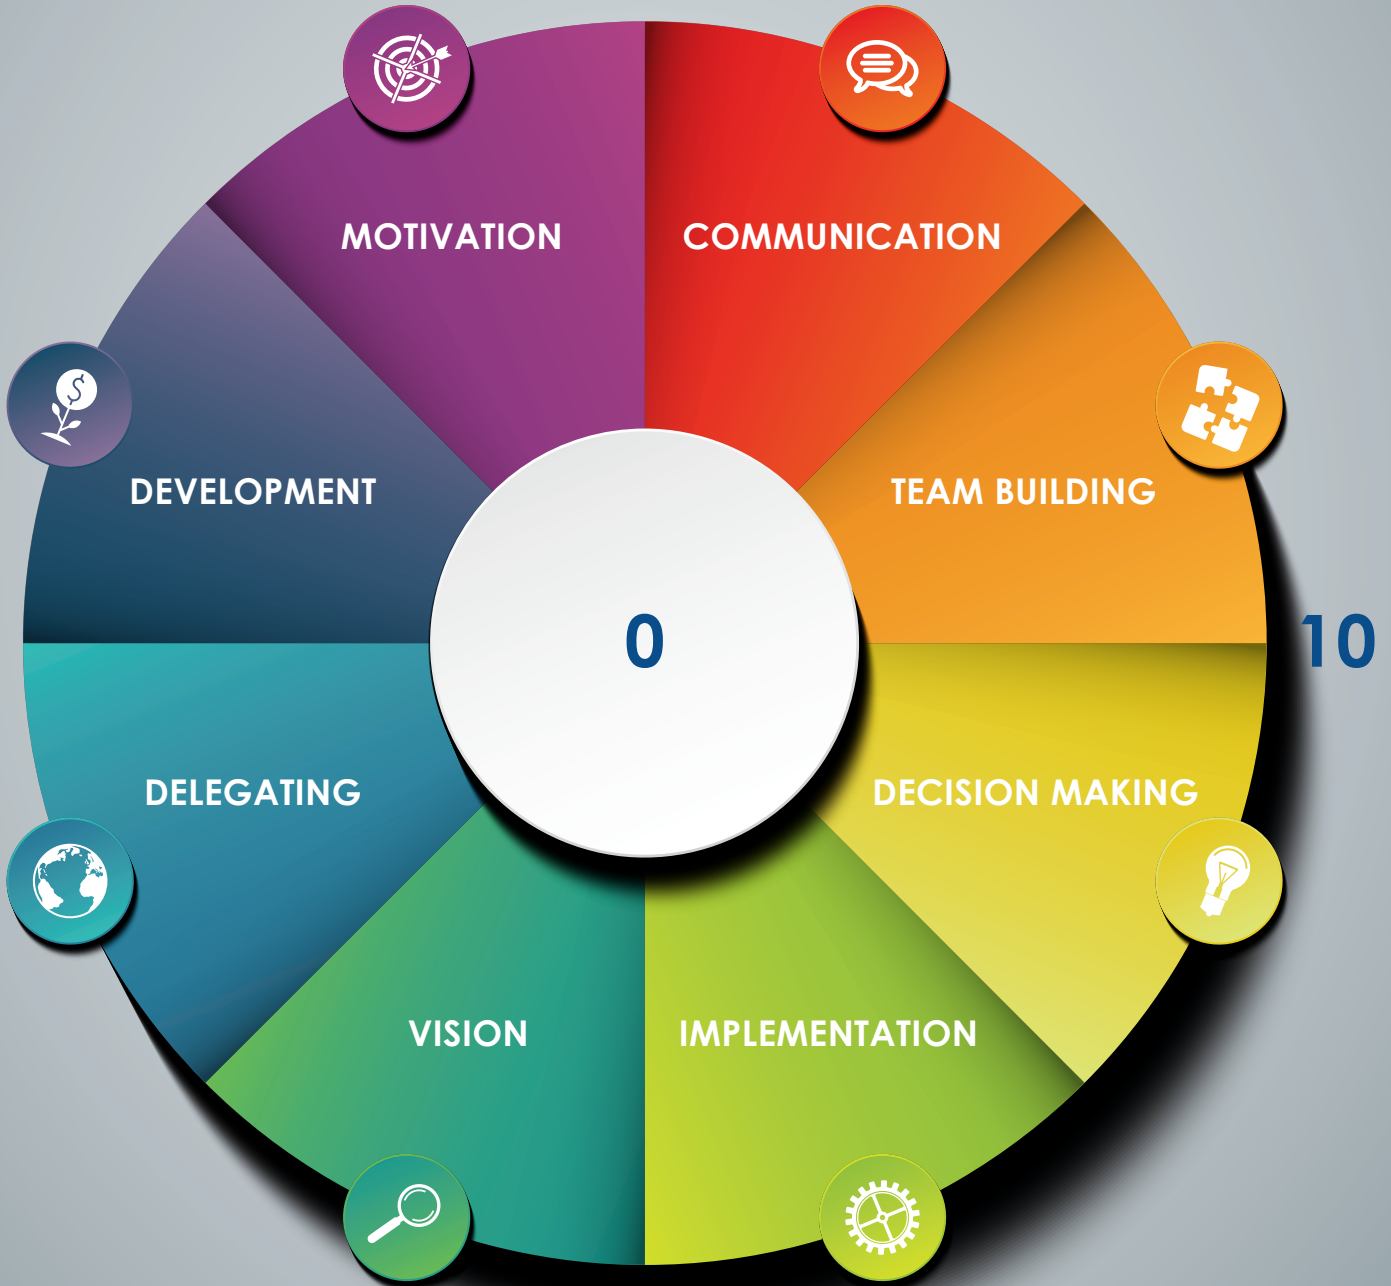 MOTIVATION
COMMUNICATION
DEVELOPMENT
TEAM BUILDING
0
10
DELEGATING
DECISION MAKING
VISION
IMPLEMENTATION
$